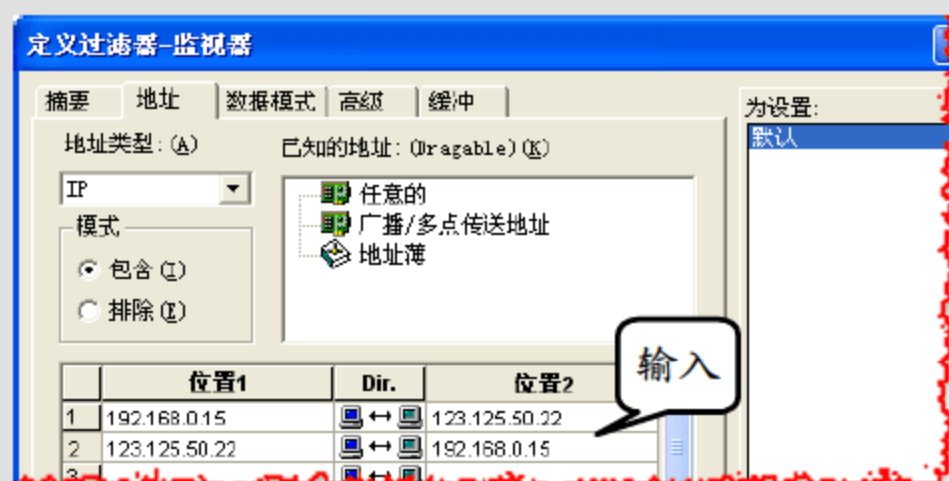 定义过滤器-监视器
摘要 地址 数据模式 高级 缓冲
为设置:
默认
地址类型:(A)
已知的地址:(Dragable)(K)
IP
任意的
广播/多点传送地址
地址薄
模式
包含(I)
排除(E)
输入
位置1 Dir. 位置2
1 192.168.0.15 123.125.50.22
2 123.125.50.22 192.168.0.15
3